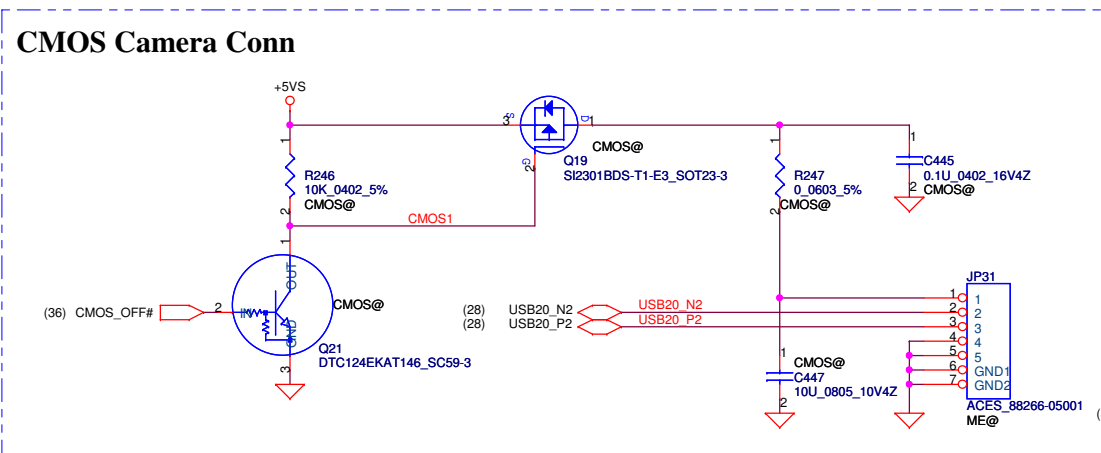 CMOS Camera Conn
+5VS
3
S
D
1
G
2
CMOS@
Q19
SI2301BDS-T1-E3_SOT23-3
1
R246
10K_0402_5%
CMOS@
2
CMOS1
1
R247
0_0603_5%
CMOS@
2
1
C445
0.1U_0402_16V4Z
2
CMOS@
1
OUT
IN
GND
CMOS@
(36) CMOS_OFF#
2
Q21
DTC124EKAT146_SC59-3
3
(28) USB20_N2
USB20_N2
(28) USB20_P2
USB20_P2
1
CMOS@
C447
10U_0805_10V4Z
2
JP31
1 1
2 2
3 3
4 4
5 5
6 GND1
7 GND2
ACES_88266-05001
ME@
(